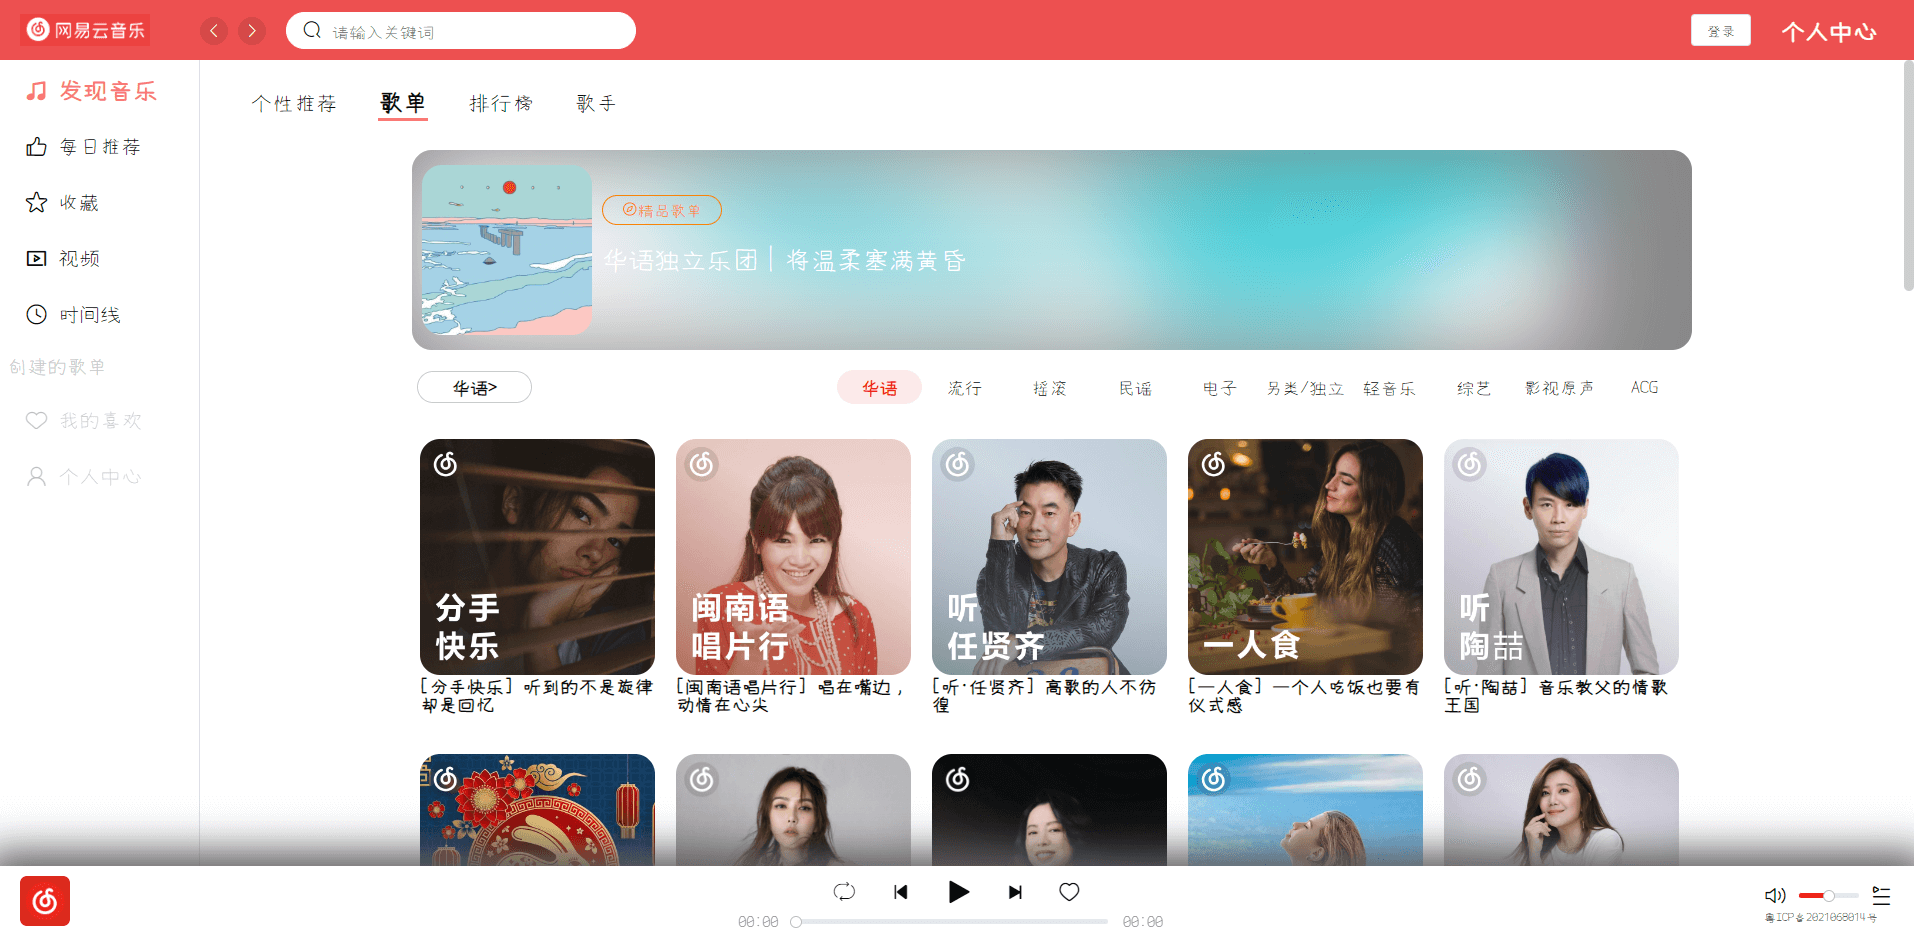 网易云音乐
请输入关键词
登录
个人中心
发现音乐
每日推荐
收藏
视频
时间线
创建的歌单
我的喜欢
个人中心
个性推荐
歌单
排行榜
歌手
精品歌单
华语独立乐团｜将温柔塞满黄昏
华语>
华语
流行
摇滚
民谣
电子
另类/独立
轻音乐
综艺
影视原声
ACG
分手
快乐
[分手快乐] 听到的不是旋律
却是回忆
闽南语
唱片行
[闽南语唱片行] 唱在嘴边，
动情在心尖
听
任贤齐
[听·任贤齐] 高歌的人不彷
徨
一人食
[一人食] 一个人吃饭也要有
仪式感
听
陶喆
[听·陶喆] 音乐教父的情歌
王国
00:00
00:00
粤ICP备2021068014号